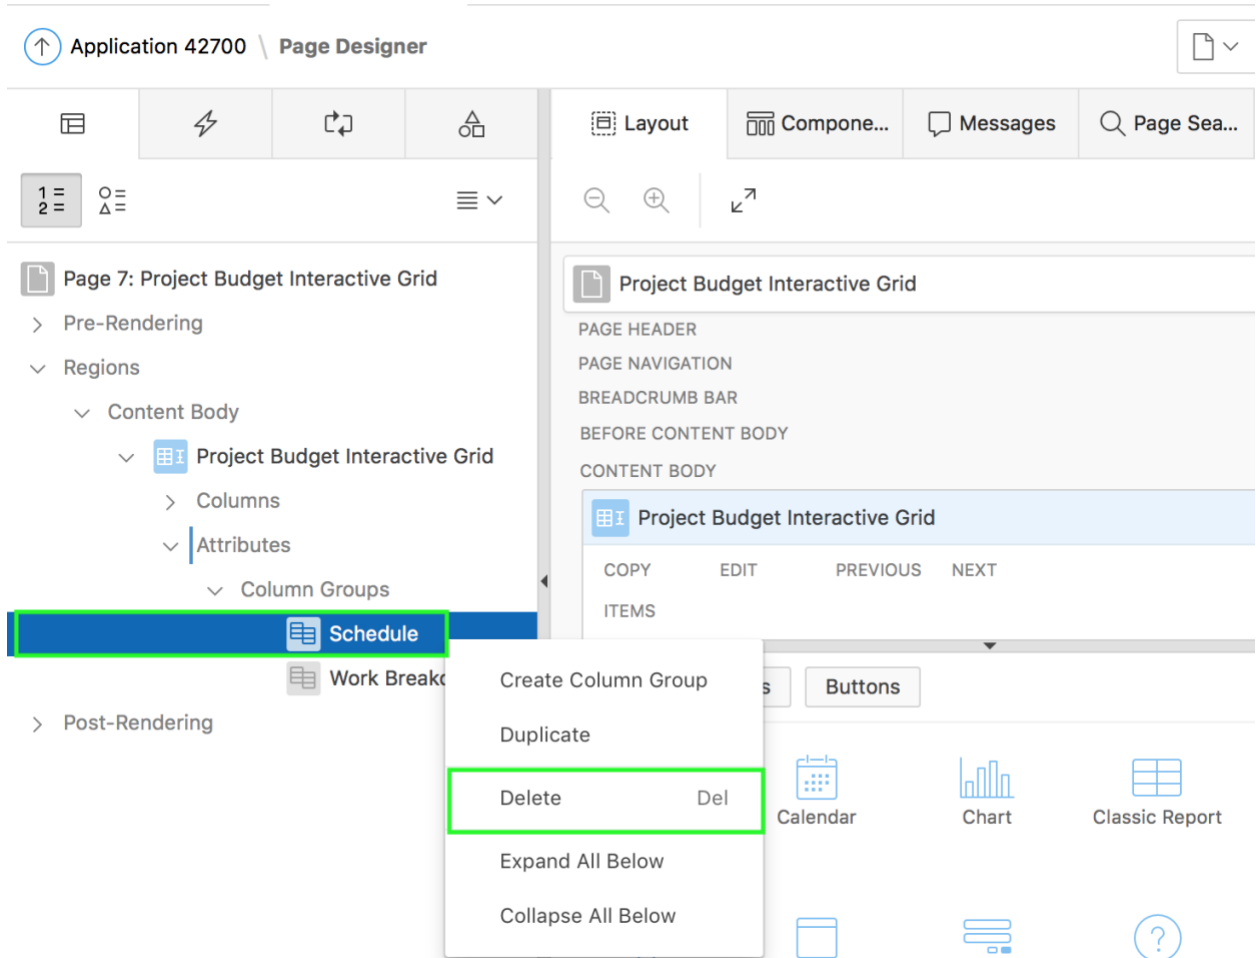 Application 42700 \ Page Designer
Layout Compone... Messages Page Sea...
1
2
Page 7: Project Budget Interactive Grid
Pre-Rendering
Regions
Content Body
Project Budget Interactive Grid
Columns
Attributes
Column Groups
Schedule
Work Break
Post-Rendering
Project Budget Interactive Grid
PAGE HEADER
PAGE NAVIGATION
BREADCRUMB BAR
BEFORE CONTENT BODY
CONTENT BODY
Project Budget Interactive Grid
COPY EDIT PREVIOUS NEXT
ITEMS
Create Column Group
Duplicate
Delete Del
Expand All Below
Collapse All Below
s Buttons
Calendar Chart Classic Report